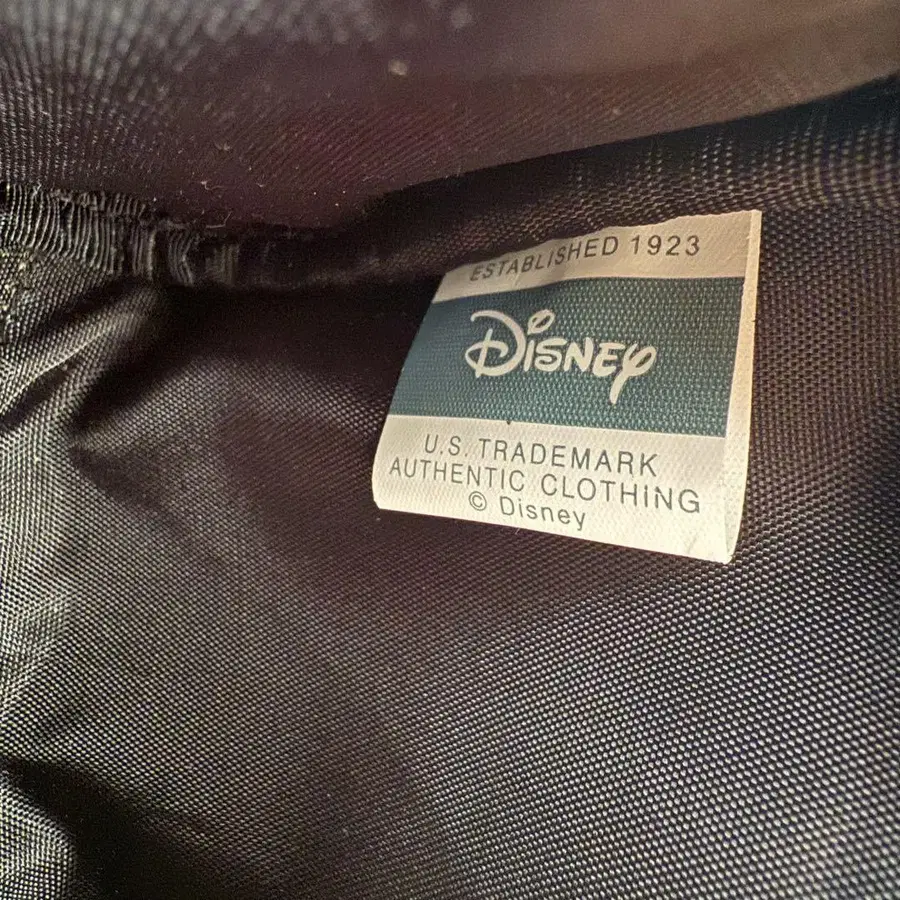 ESTABLISHED 1923
Disney
U.S. TRADEMARK
AUTHENTIC CLOTHING
© Disney